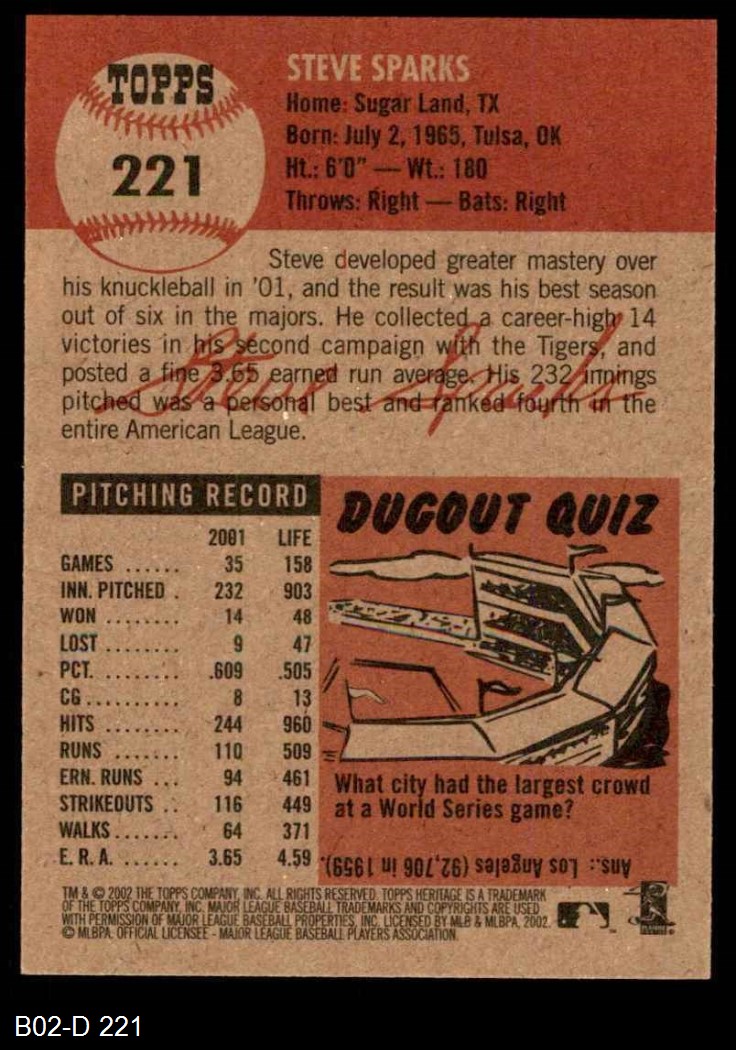 TOPPS
221
STEVE SPARKS
Home: Sugar Land, TX
Born: July 2, 1965, Tulsa, OK
Ht.: 6'0" — Wt.: 180
Throws: Right — Bats: Right
Steve developed greater mastery over
his knuckleball in '01, and the result was his best season
out of six in the majors. He collected a career-high 14
victories in his second campaign with the Tigers, and
posted a fine 3.65 earned run average. His 232 innings
pitched was a personal best and ranked fourth in the
entire American League.
Steve Sparks
PITCHING RECORD
2001 LIFE
GAMES ...... 35 158
INN. PITCHED . 232 903
WON ........ 14 48
LOST ........ 9 47
PCT. ........ .609 .505
CG .......... 8 13
HITS ........ 244 960
RUNS ....... 110 509
ERN. RUNS ... 94 461
STRIKEOUTS .. 116 449
WALKS ....... 64 371
E. R. A. ...... 3.65 4.59
DUGOUT QUIZ
What city had the largest crowd
at a World Series game?
Ans.: Los Angeles (92,706 in 1959).
TM & © 2002 THE TOPPS COMPANY, INC. ALL RIGHTS RESERVED. TOPPS HERITAGE IS A TRADEMARK
OF THE TOPPS COMPANY, INC. MAJOR LEAGUE BASEBALL TRADEMARKS AND COPYRIGHTS ARE USED
WITH PERMISSION OF MAJOR LEAGUE BASEBALL PROPERTIES, INC. LICENSED BY MLB & MLBPA, 2002.
© MLBPA. OFFICIAL LICENSEE - MAJOR LEAGUE BASEBALL PLAYERS ASSOCIATION.
B02-D 221